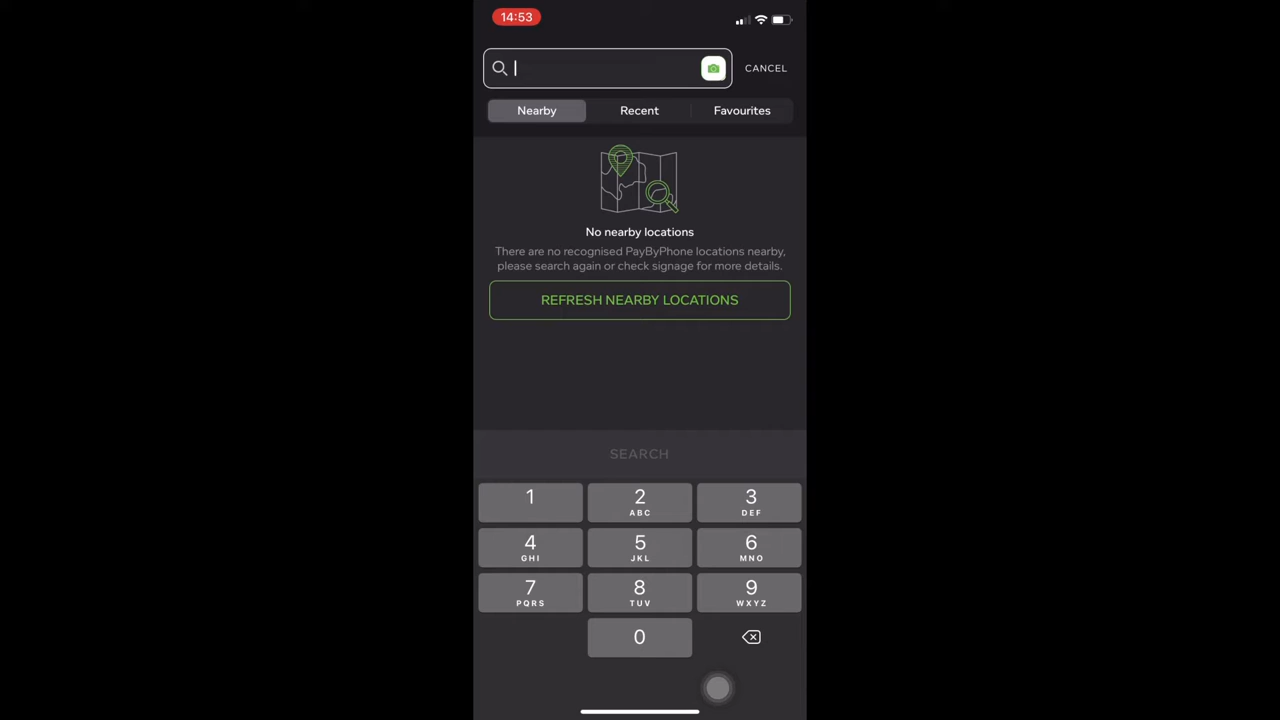 14:53
CANCEL
Nearby Recent Favourites
No nearby locations
There are no recognised PayByPhone locations nearby,
please search again or check signage for more details.
REFRESH NEARBY LOCATIONS
SEARCH
1 2 3
ABC DEF
4 5 6
GHI JKL MNO
7 8 9
PQRS TUV WXYZ
0